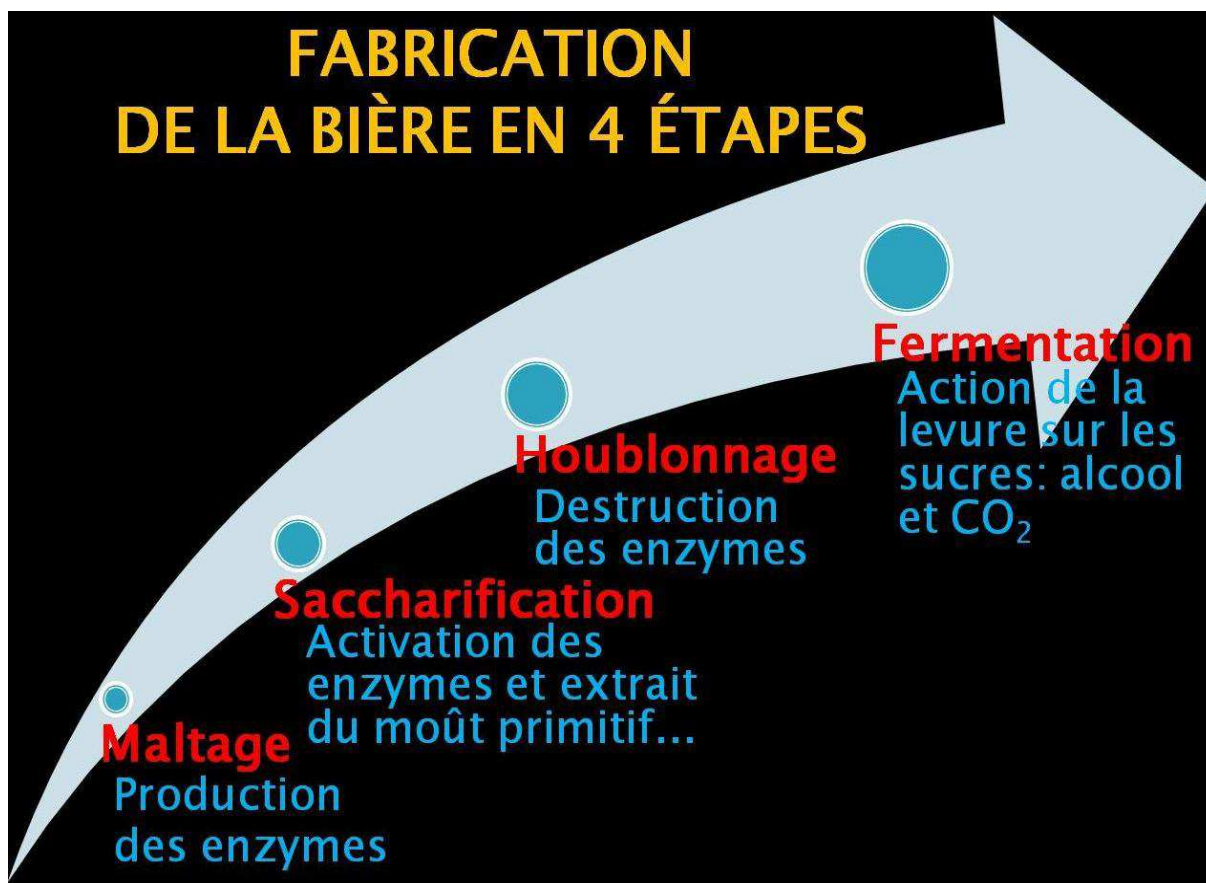 FABRICATION
DE LA BIÈRE EN 4 ÉTAPES
Maltage
Production
des enzymes
Saccharification
Activation des
enzymes et extrait
du moût primitif...
Houblonnage
Destruction
des enzymes
Fermentation
Action de la
levure sur les
sucres: alcool
et CO₂